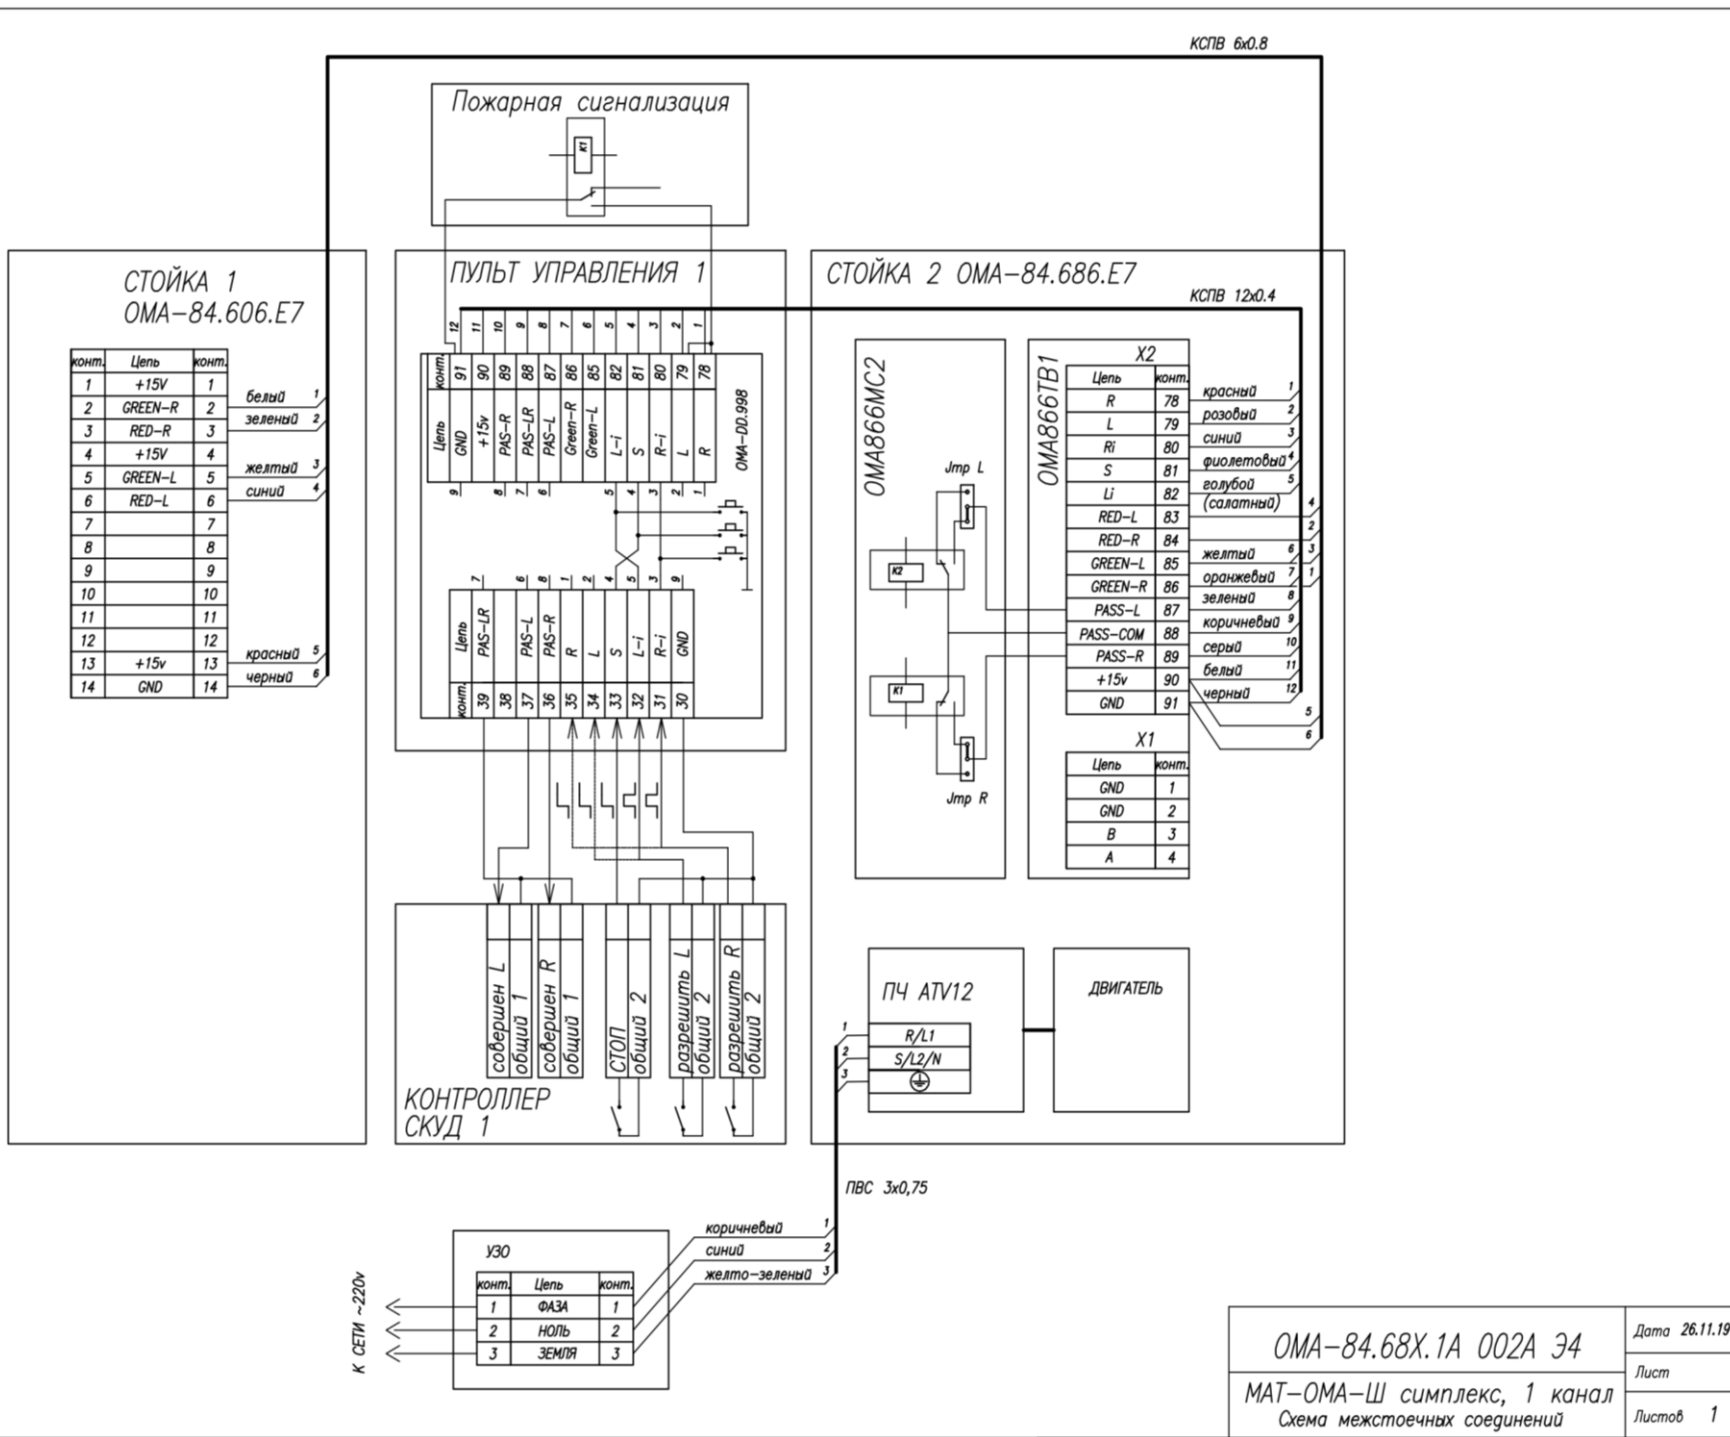 КСПВ 6х0.8
Пожарная сигнализация
К1
СТОЙКА 1
ОМА-84.606.Е7
конт. Цепь конт.
1 +15V 1
2 GREEN-R 2
3 RED-R 3
4 +15V 4
5 GREEN-L 5
6 RED-L 6
7 7
8 8
9 9
10 10
11 11
12 12
13 +15v 13
14 GND 14
белый 1
зеленый 2
желтый 3
синий 4
красный 5
черный 6
ПУЛЬТ УПРАВЛЕНИЯ 1
12 11 10 9 8 7 6 5 4 3 2 1
конт. 91 90 89 88 87 86 85 82 81 80 79 78
Цепь GND +15v PAS-R PAS-LR PAS-L Green-R Green-L L-i S R-i L R
ОМА-DD.998
9 8 7 6 5 4 3 2 1
7 6 8 1 2 4 5 3 9
Цепь PAS-LR PAS-L PAS-R R L S L-i R-i GND
конт. 39 38 37 36 35 34 33 32 31 30
совершен L
общий 1
совершен R
общий 1
СТОП
общий 2
разрешить L
общий 2
разрешить R
общий 2
КОНТРОЛЛЕР
СКУД 1
СТОЙКА 2 ОМА-84.686.Е7
КСПВ 12х0.4
ОМА866МС2
Jmp L
К2
К1
Jmp R
ОМА866ТВ1
X2
Цепь конт.
R 78 красный 1
L 79 розовый 2
Ri 80 синий 3
S 81 фиолетовый 4
Li 82 голубой 5
(салатный)
RED-L 83 4
RED-R 84 2
GREEN-L 85 желтый 6 3
GREEN-R 86 оранжевый 7 1
PASS-L 87 зеленый 8
PASS-COM 88 коричневый 9
PASS-R 89 серый 10
+15v 90 белый 11
GND 91 черный 12
5
6
X1
Цепь конт.
GND 1
GND 2
B 3
A 4
ПЧ ATV12
1 R/L1
2 S/L2/N
3
ДВИГАТЕЛЬ
ПВС 3х0,75
УЗО
конт. Цепь конт.
1 ФАЗА 1
2 НОЛЬ 2
3 ЗЕМЛЯ 3
коричневый 1
синий 2
желто-зеленый 3
К СЕТИ ~220v
ОМА-84.68Х.1А 002А Э4
МАТ-ОМА-Ш симплекс, 1 канал
Схема межстоечных соединений
Дата 26.11.19
Лист
Листов 1